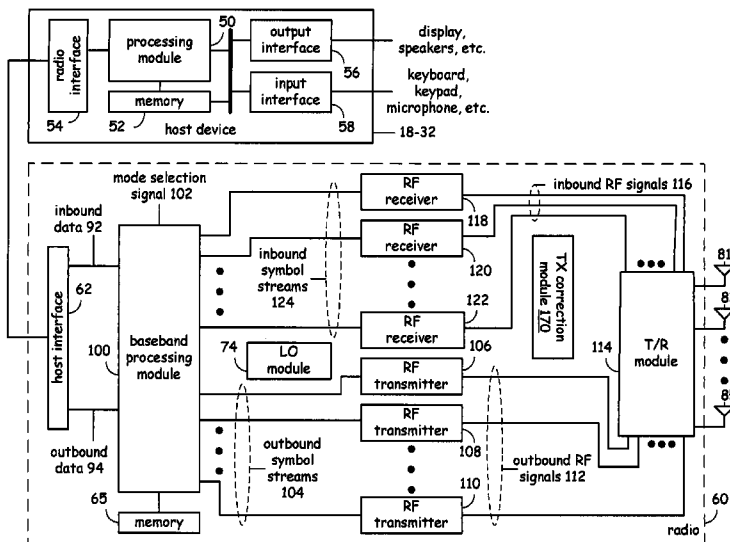 50
processing
module
output
interface
56
display,
speakers, etc.
radio
interface
54
memory
52
input
interface
58
keyboard,
keypad,
microphone,
etc.
host device
18-32
mode selection
signal 102
RF
receiver
118
inbound RF signals 116
inbound
data 92
RF
receiver
120
62
inbound
symbol
streams
124
TX correction
module 170
81
host interface
100
baseband
processing
module
RF
receiver
122
74
LO
module
106
RF
transmitter
114
T/R
module
RF
transmitter
108
outbound
data 94
outbound
symbol
streams
104
outbound RF
signals 112
65
memory
110
RF
transmitter
60
radio